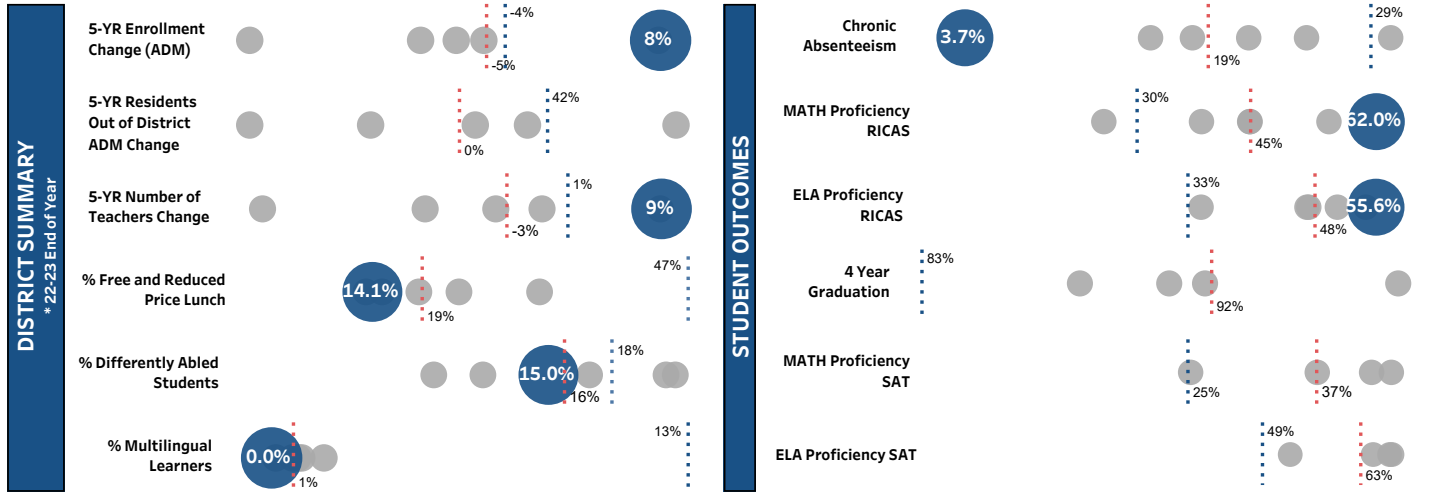 DISTRICT SUMMARY
* 22-23 End of Year
5-YR Enrollment
Change (ADM)
-4%
-5%
8%
5-YR Residents
Out of District
ADM Change
42%
0%
5-YR Number of
Teachers Change
1%
-3%
9%
% Free and Reduced
Price Lunch
14.1%
19%
47%
% Differently Abled
Students
15.0%
16%
18%
% Multilingual
Learners
0.0%
1%
13%
STUDENT OUTCOMES
Chronic
Absenteeism
3.7%
19%
29%
MATH Proficiency
RICAS
30%
45%
62.0%
ELA Proficiency
RICAS
33%
48%
55.6%
4 Year
Graduation
83%
92%
MATH Proficiency
SAT
25%
37%
ELA Proficiency SAT
49%
63%